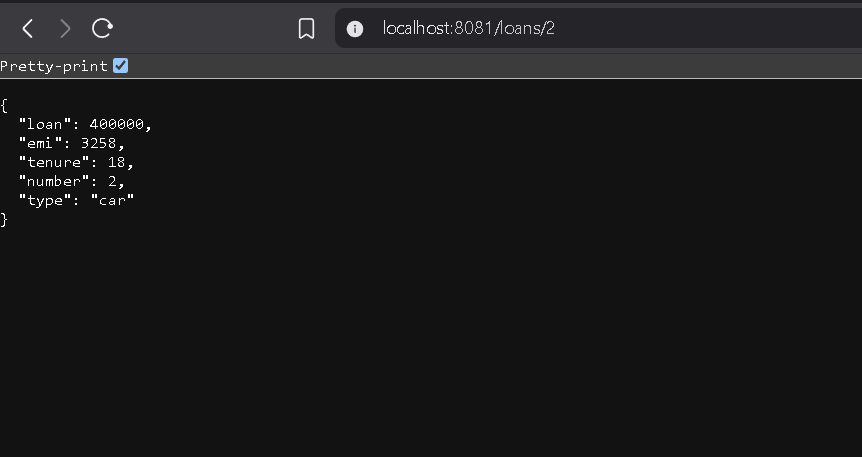 localhost:8081/loans/2
Pretty-print
{
  "loan": 400000,
  "emi": 3258,
  "tenure": 18,
  "number": 2,
  "type": "car"
}